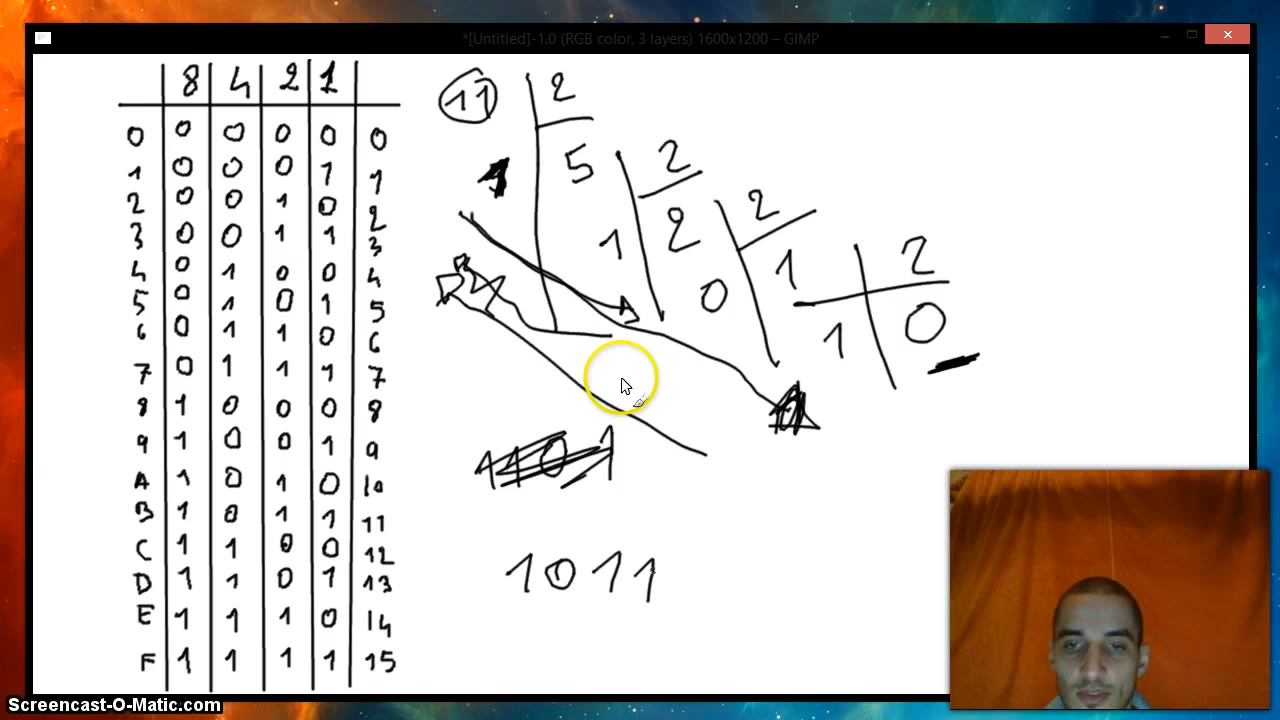 *[Untitled]-1.0 (RGB color, 3 layers) 1600x1200 – GIMP
8 4 2 1
0 0 0 0 0 0
1 0 0 0 1 1
2 0 0 1 0 2
3 0 0 1 1 3
4 0 1 0 0 4
5 0 1 0 1 5
6 0 1 1 0 6
7 0 1 1 1 7
8 1 0 0 0 8
9 1 0 0 1 9
A 1 0 1 0 10
B 1 0 1 1 11
C 1 1 0 0 12
D 1 1 0 1 13
E 1 1 1 0 14
F 1 1 1 1 15
11 2
1 5 2
1 2 2
0 1 2
1 0
1101
1011
Screencast-O-Matic.com